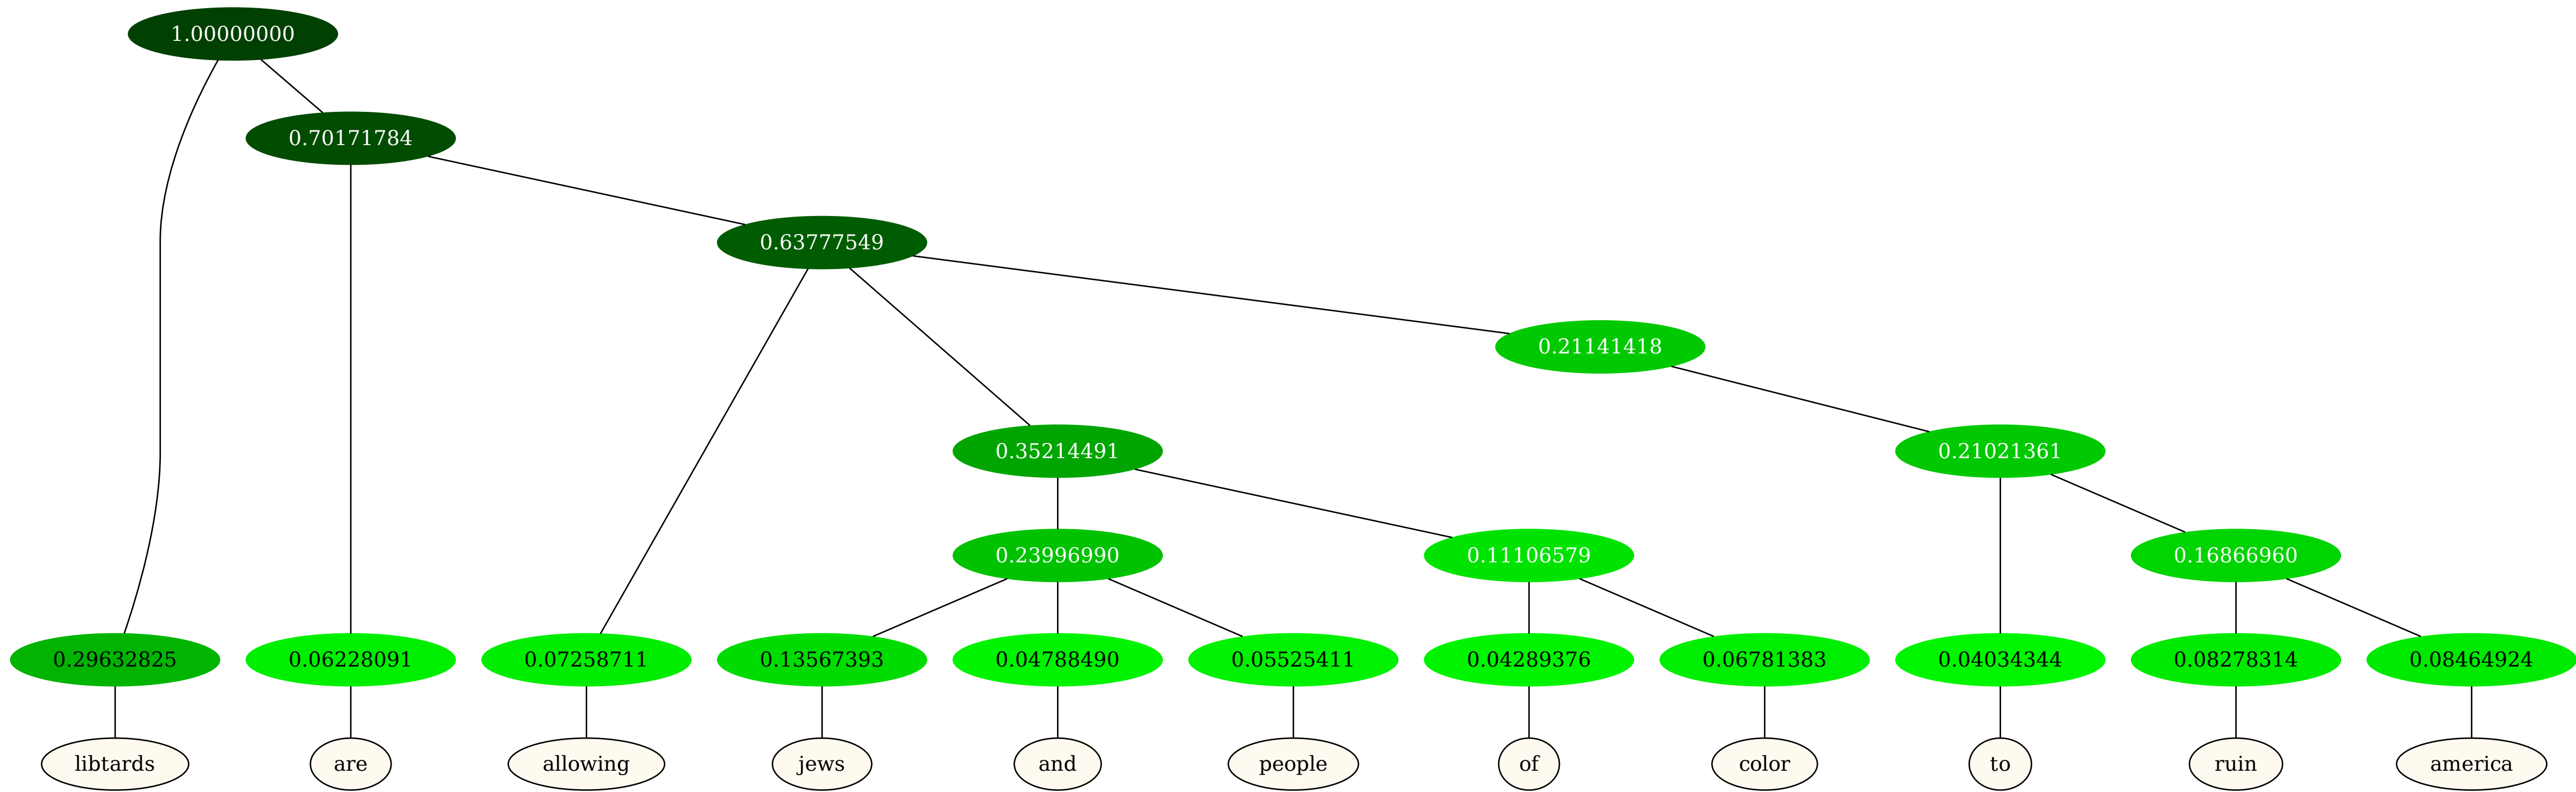 1.00000000
0.70171784
0.63777549
0.21141418
0.35214491 0.21021361
0.23996990 0.11106579 0.16866960
0.29632825 0.06228091 0.07258711 0.13567393 0.04788490 0.05525411 0.04289376 0.06781383 0.04034344 0.08278314 0.08464924
libtards are allowing jews and people of color to ruin america